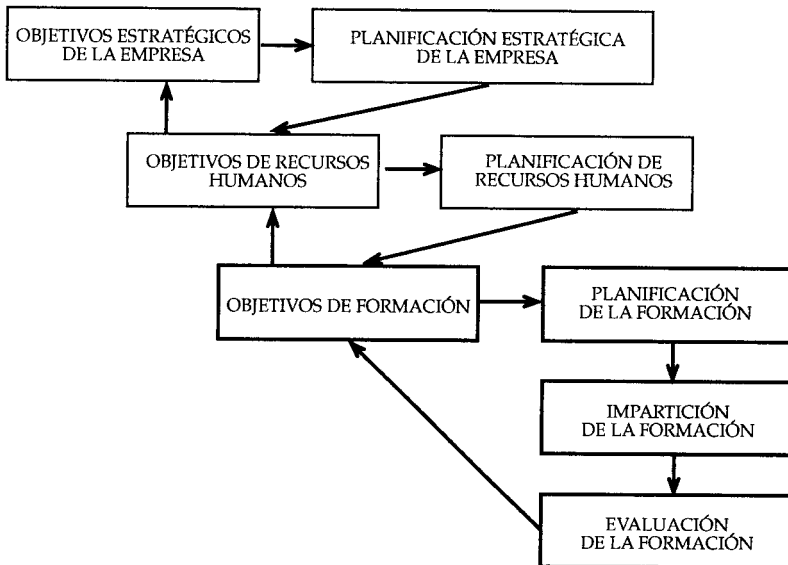 OBJETIVOS ESTRATÉGICOS
DE LA EMPRESA
PLANIFICACIÓN ESTRATÉGICA
DE LA EMPRESA
OBJETIVOS DE RECURSOS
HUMANOS
PLANIFICACIÓN DE
RECURSOS HUMANOS
OBJETIVOS DE FORMACIÓN
PLANIFICACIÓN
DE LA FORMACIÓN
IMPARTICIÓN
DE LA FORMACIÓN
EVALUACIÓN
DE LA FORMACIÓN